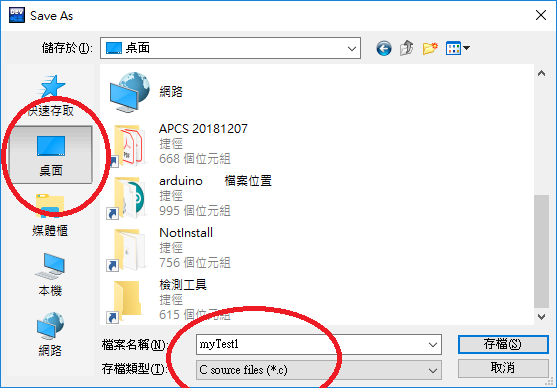 Save As
儲存於(I):
桌面
快速存取
桌面
媒體櫃
本機
網路
網路
APCS 20181207
捷徑
668 個位元組
arduino 檔案位置
捷徑
995 個位元組
NotInstall
捷徑
756 個位元組
檢測工具
捷徑
615 個位元組
檔案名稱(N):
myTest1
存檔(S)
存檔類型(T):
C source files (*.c)
取消